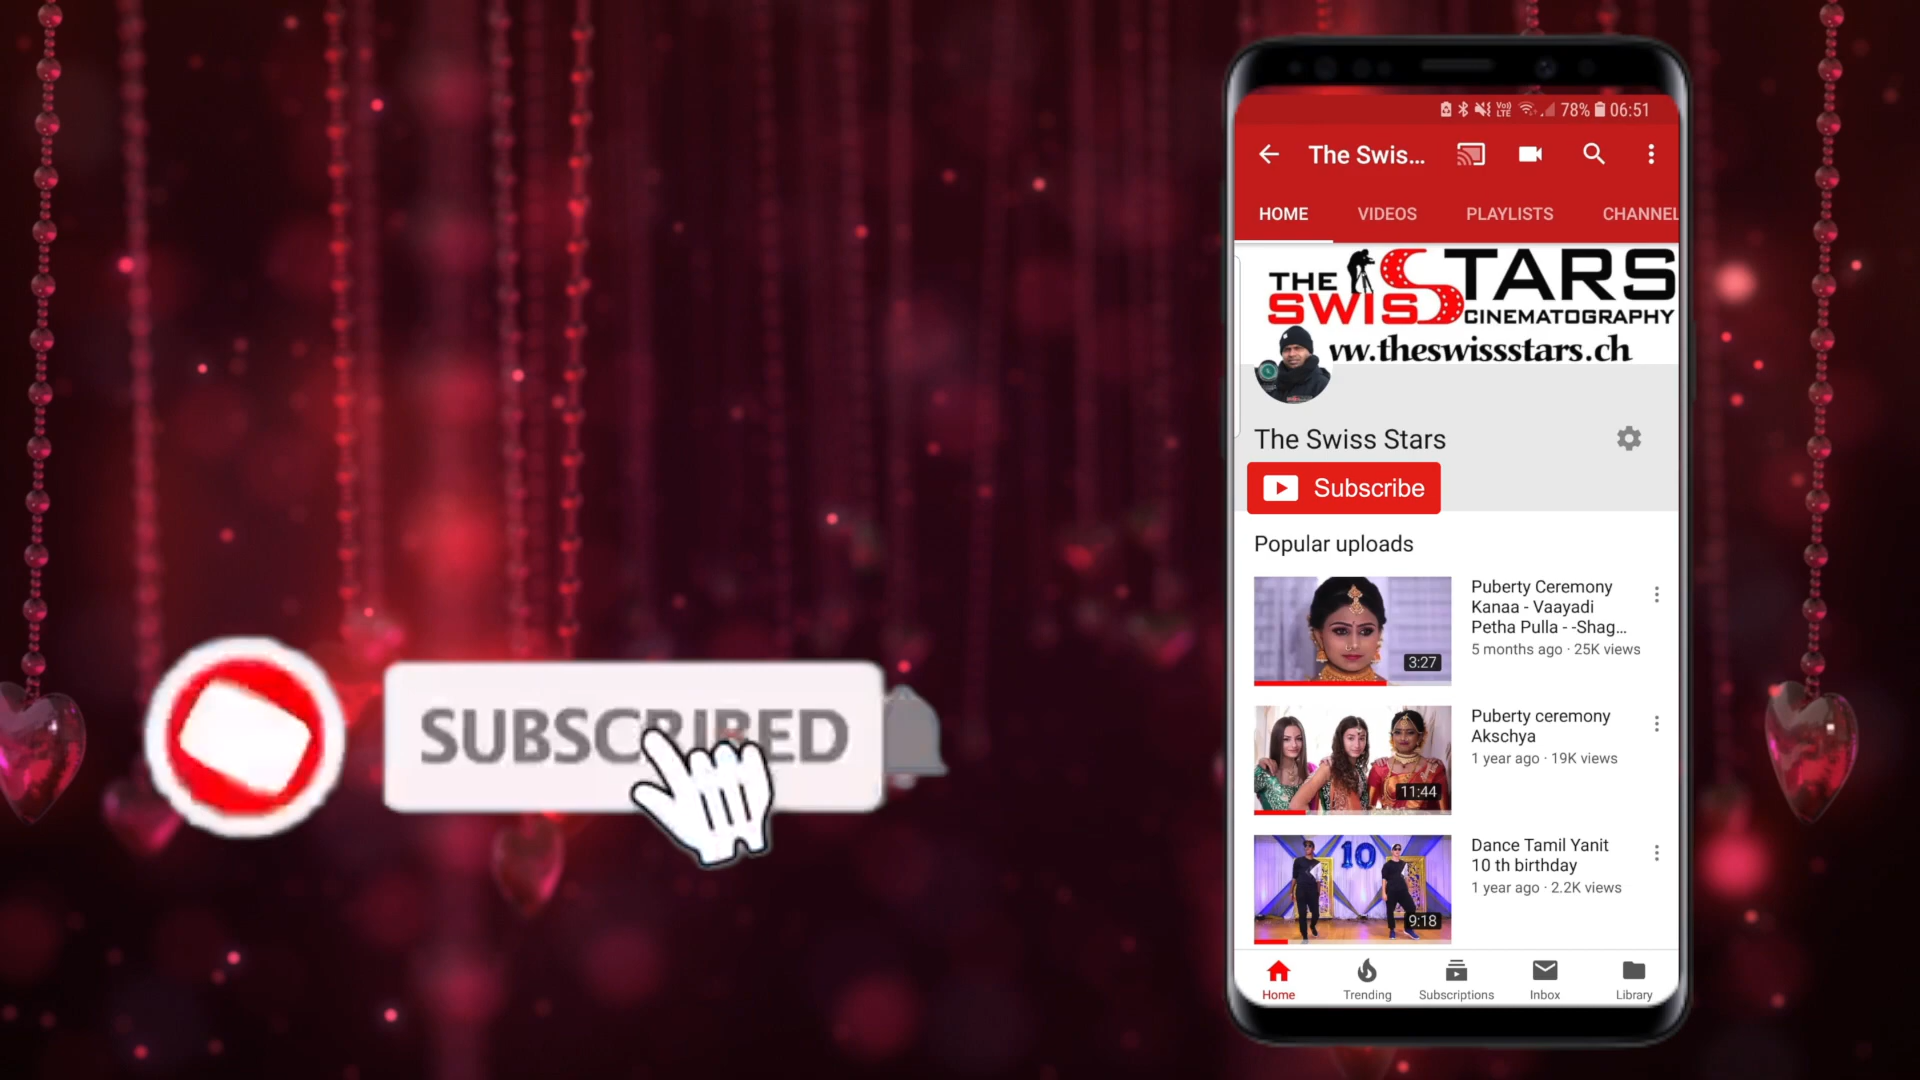 SUBSCRIBED
78% 06:51
The Swis...
HOME VIDEOS PLAYLISTS CHANNEL
THE STARS
SWISS
CINEMATOGRAPHY
vw.theswissstars.ch
The Swiss Stars
Subscribe
Popular uploads
Puberty Ceremony
Kanaa - Vaayadi
Petha Pulla - -Shag...
5 months ago · 25K views
3:27
Puberty ceremony
Akschya
1 year ago · 19K views
11:44
Dance Tamil Yanit
10 th birthday
1 year ago · 2.2K views
10
9:18
Home Trending Subscriptions Inbox Library